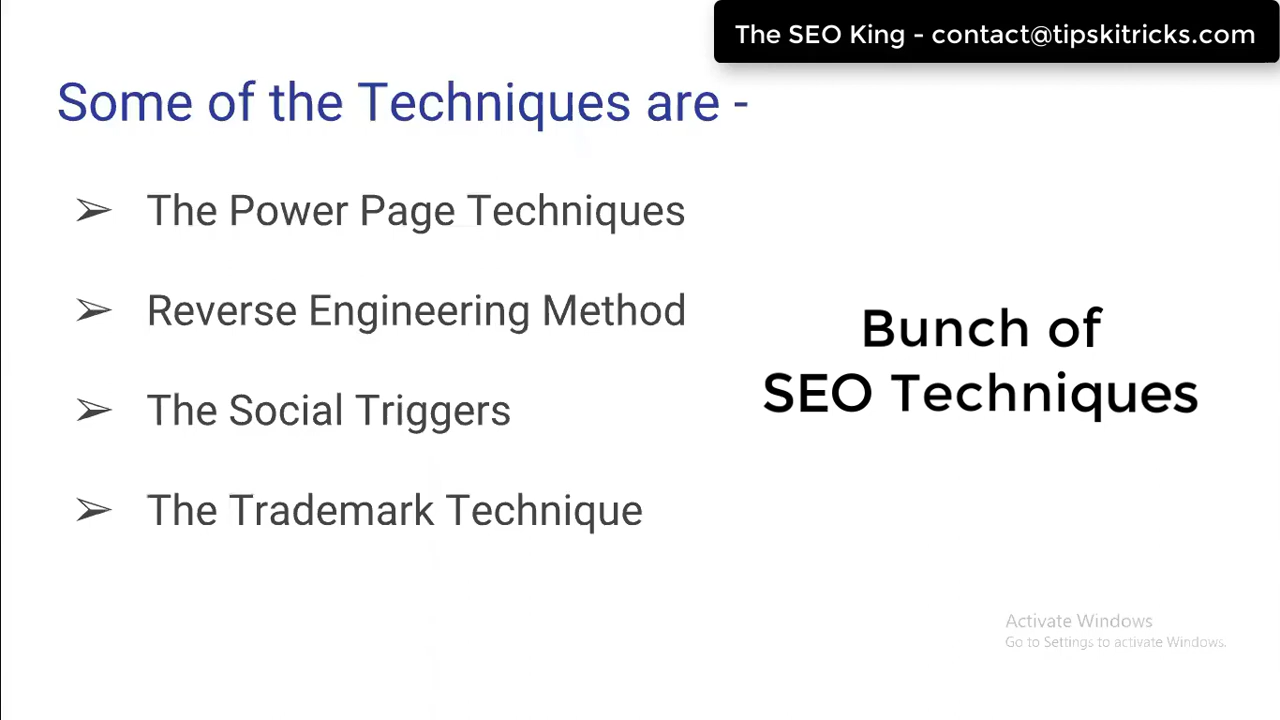 The SEO King - contact@tipskitricks.com
Some of the Techniques are -
➢ The Power Page Techniques
➢ Reverse Engineering Method
➢ The Social Triggers
➢ The Trademark Technique
Bunch of
SEO Techniques
Activate Windows
Go to Settings to activate Windows.